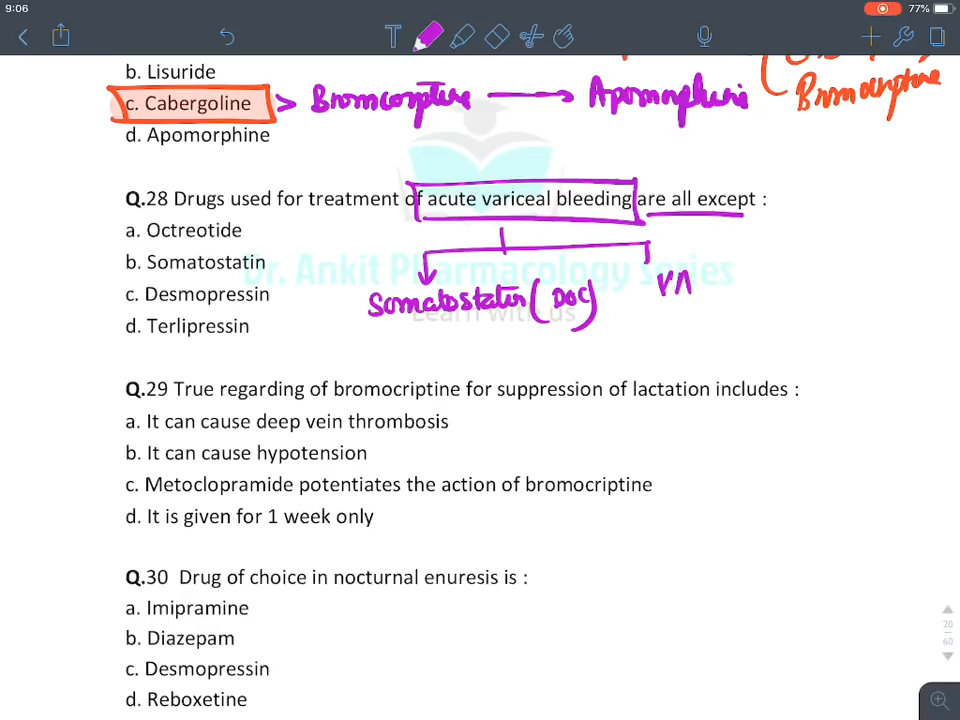 9:06
77%
T
b. Lisuride
c. Cabergoline > Bromcorptine → Apomorphine
Bromocriptine
d. Apomorphine
Q.28 Drugs used for treatment of acute variceal bleeding are all except :
a. Octreotide
b. Somatostatin
Dr. Ankit Pharmacology Series
c. Desmopressin
Somatostatin (DOC)
Learn with us
d. Terlipressin
Q.29 True regarding of bromocriptine for suppression of lactation includes :
a. It can cause deep vein thrombosis
b. It can cause hypotension
c. Metoclopramide potentiates the action of bromocriptine
d. It is given for 1 week only
Q.30 Drug of choice in nocturnal enuresis is :
a. Imipramine
b. Diazepam
c. Desmopressin
d. Reboxetine
20
60